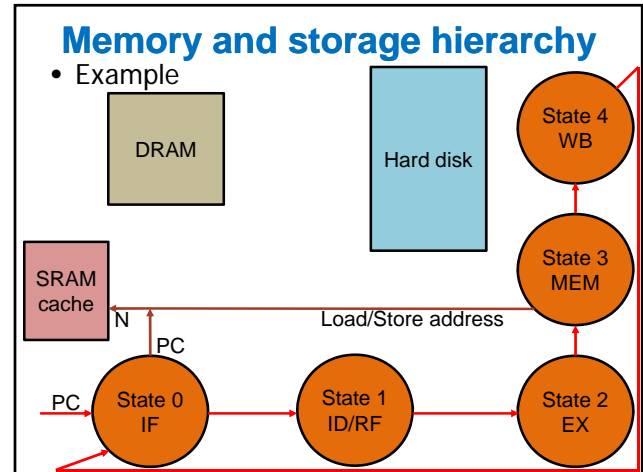 Memory and storage hierarchy
• Example
DRAM
Hard disk
State 4
WB
SRAM
cache
State 3
MEM
N
Load/Store address
PC
PC
State 0
IF
State 1
ID/RF
State 2
EX